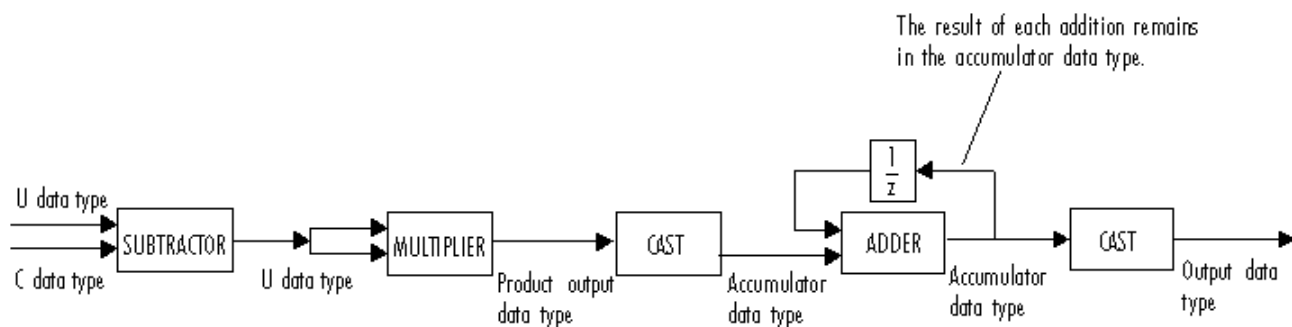 The result of each addition remains
in the accumulator data type.
1
z
U data type
C data type
SUBTRACTOR
U data type
MULTIPLIER
Product output
data type
CAST
Accumulator
data type
ADDER
Accumulator
data type
CAST
Output data
type